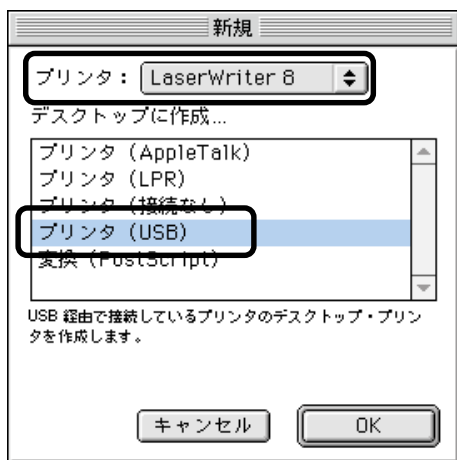 新規
プリンタ： LaserWriter 8
デスクトップに作成...
プリンタ（AppleTalk）
プリンタ（LPR）
プリンタ（接続なし）
プリンタ（USB）
変換（PostScript）
USB 経由で接続しているプリンタのデスクトップ・プリン
タを作成します。
キャンセル OK